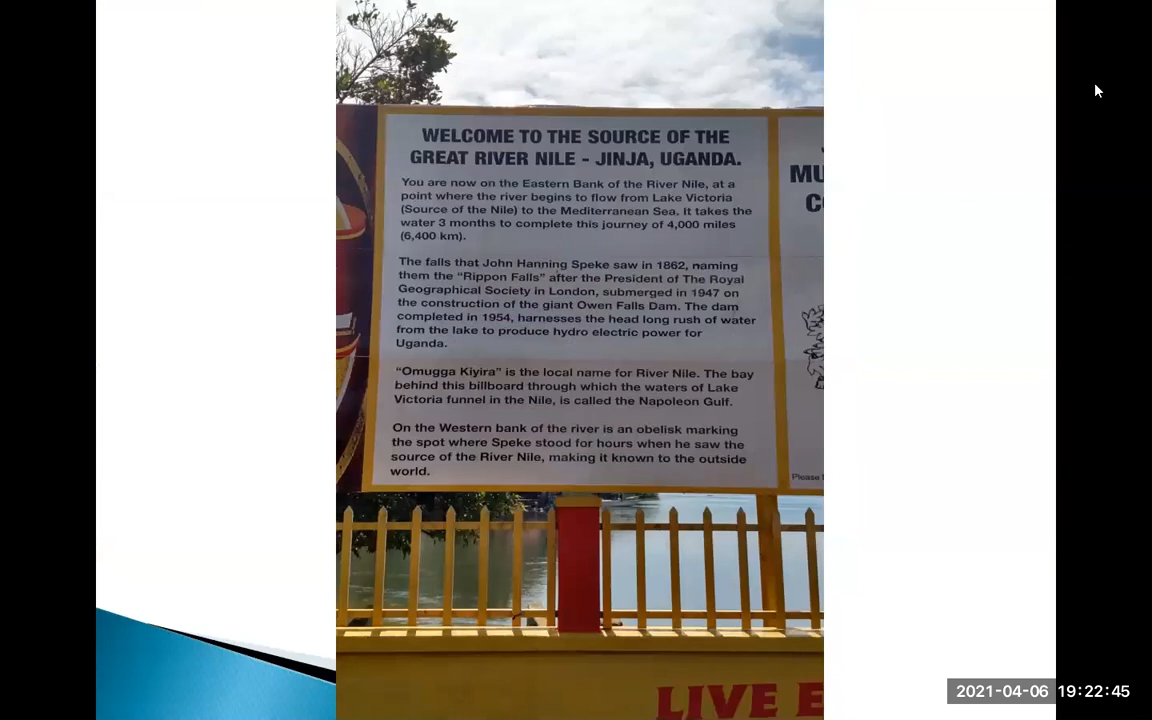 WELCOME TO THE SOURCE OF THE
GREAT RIVER NILE - JINJA, UGANDA.
You are now on the Eastern Bank of the River Nile, at a
point where the river begins to flow from Lake Victoria
(Source of the Nile) to the Mediterranean Sea. It takes the
water 3 months to complete this journey of 4,000 miles
(6,400 km).
The falls that John Hanning Speke saw in 1862, naming
them the “Rippon Falls” after the President of The Royal
Geographical Society in London, submerged in 1947 on
the construction of the giant Owen Falls Dam. The dam
completed in 1954, harnesses the head long rush of water
from the lake to produce hydro electric power for
Uganda.
“Omugga Kiyira” is the local name for River Nile. The bay
behind this billboard through which the waters of Lake
Victoria funnel in the Nile, is called the Napoleon Gulf.
On the Western bank of the river is an obelisk marking
the spot where Speke stood for hours when he saw the
source of the River Nile, making it known to the outside
world.
MU
CO
Please
LIVE E
2021-04-06 19:22:45